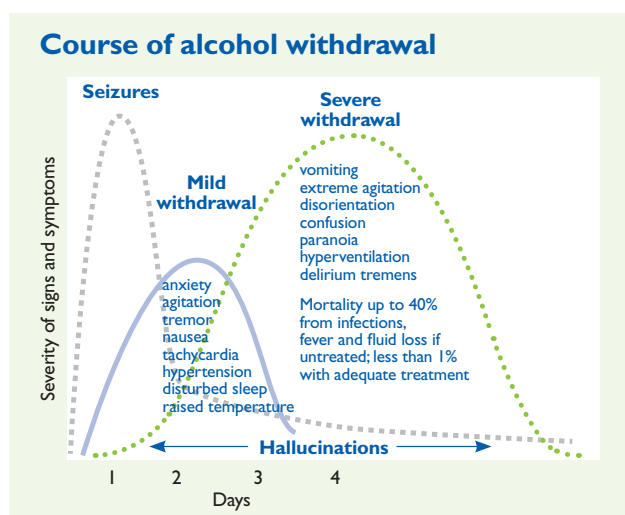 Course of alcohol withdrawal
Seizures
Severe
withdrawal
Mild
withdrawal
vomiting
extreme agitation
disorientation
confusion
paranoia
hyperventilation
delirium tremens
Mortality up to 40%
from infections,
fever and fluid loss if
untreated; less than 1%
with adequate treatment
anxiety
agitation
tremor
nausea
tachycardia
hypertension
disturbed sleep
raised temperature
Hallucinations
Severity of signs and symptoms
1 2 3 4
Days